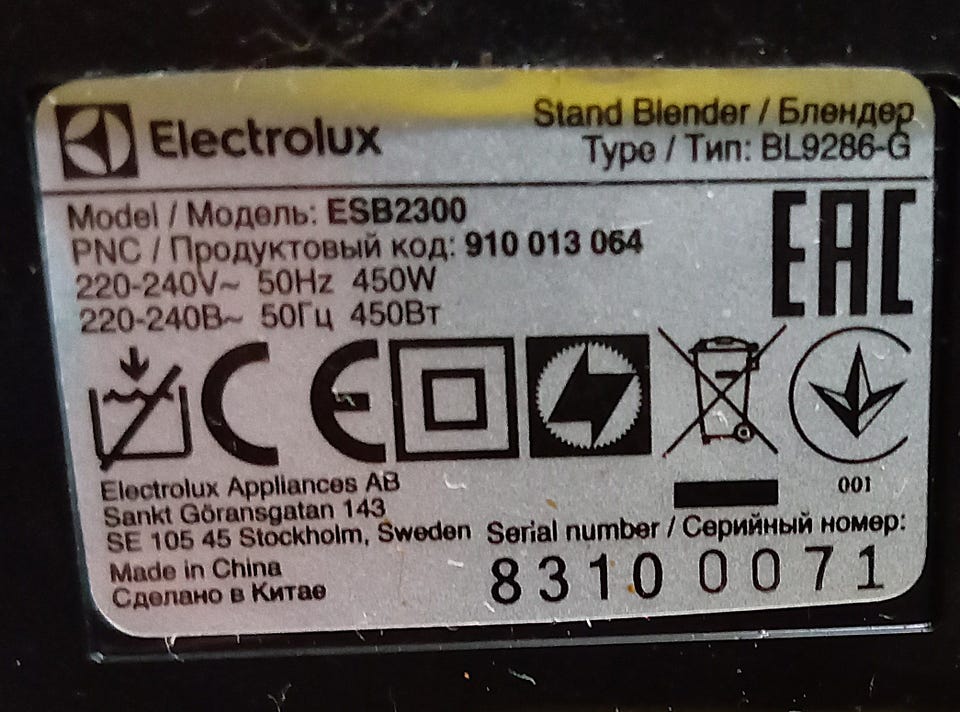 Electrolux
Stand Blender / Блендер
Type / Тип: BL9286-G
Model / Модель: ESB2300
PNC / Продуктовый код: 910 013 064
220-240V~ 50Hz 450W
220-240В~ 50Гц 450Вт
EAC
CE
001
Electrolux Appliances AB
Sankt Göransgatan 143
SE 105 45 Stockholm, Sweden
Made in China
Сделано в Китае
Serial number / Серийный номер:
83100071